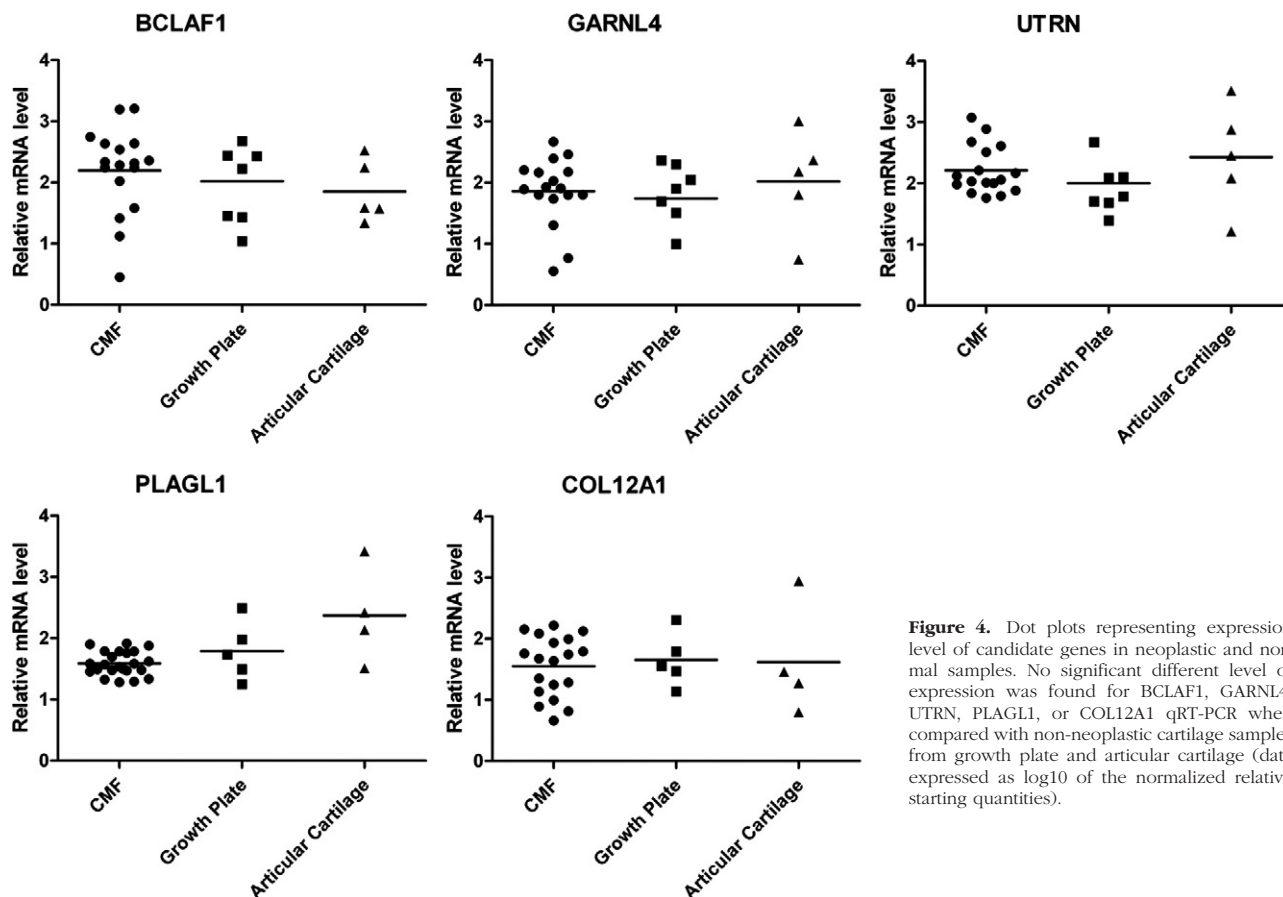 BCLAF1
Relative mRNA level
4
3
2
1
0
CMF
Growth Plate
Articular Cartilage
GARNL4
Relative mRNA level
4
3
2
1
0
CMF
Growth Plate
Articular Cartilage
UTRN
Relative mRNA level
4
3
2
1
0
CMF
Growth Plate
Articular Cartilage
PLAGL1
Relative mRNA level
4
3
2
1
0
CMF
Growth Plate
Articular Cartilage
COL12A1
Relative mRNA level
4
3
2
1
0
CMF
Growth Plate
Articular Cartilage
Figure 4. Dot plots representing expression
level of candidate genes in neoplastic and nor
mal samples. No significant different level o
expression was found for BCLAF1, GARNL4
UTRN, PLAGL1, or COL12A1 qRT-PCR whe
compared with non-neoplastic cartilage sample
from growth plate and articular cartilage (dat
expressed as log10 of the normalized relativ
starting quantities).